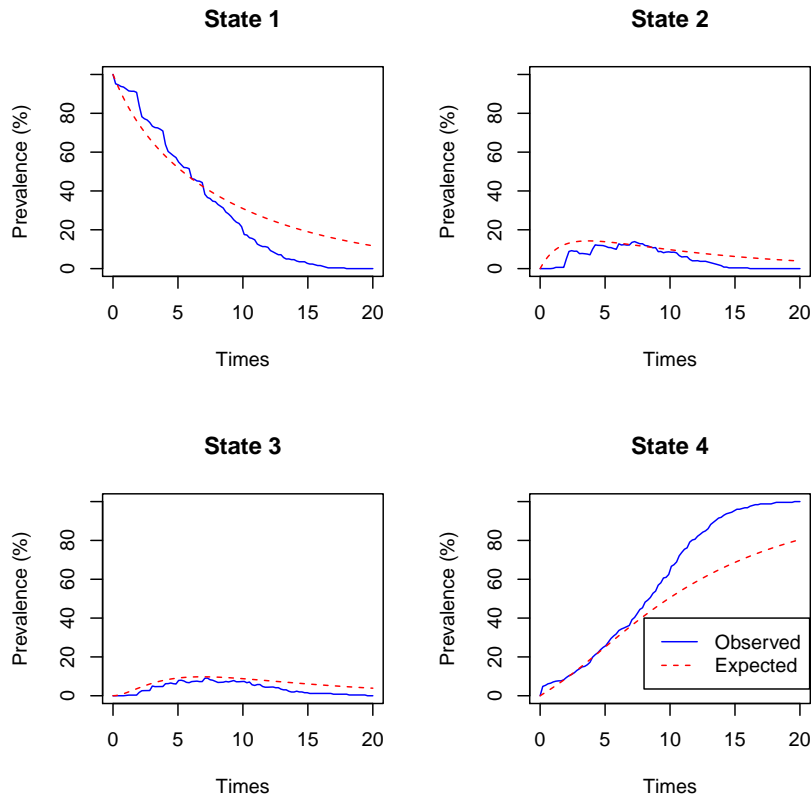 State 1
Prevalence (%)
0 20 40 60 80
0 5 10 15 20
Times
State 2
Prevalence (%)
0 20 40 60 80
0 5 10 15 20
Times
State 3
Prevalence (%)
0 20 40 60 80
0 5 10 15 20
Times
State 4
Prevalence (%)
0 20 40 60 80
0 5 10 15 20
Times
Observed
Expected